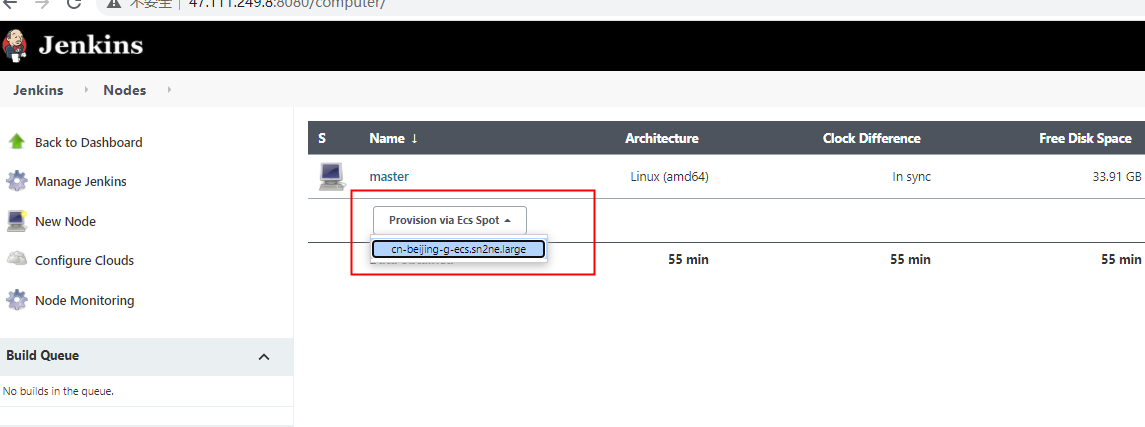 不安全 47.111.249.8:8080/computer/
Jenkins
Jenkins Nodes
Back to Dashboard
Manage Jenkins
New Node
Configure Clouds
Node Monitoring
Build Queue
No builds in the queue.
S Name ↓ Architecture Clock Difference Free Disk Space
master Linux (amd64) In sync 33.91 GB
Provision via Ecs Spot
cn-beijing-g-ecs.sn2ne.large
55 min 55 min 55 min